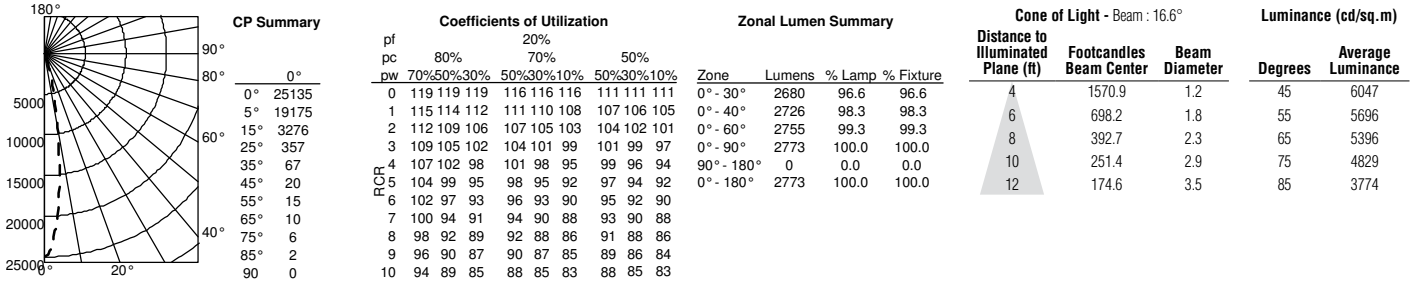 180°
90°
80°
60°
40°
20°
0°
5000
10000
15000
20000
25000
CP Summary
0°
0° 25135
5° 19175
15° 3276
25° 357
35° 67
45° 20
55° 15
65° 10
75° 6
85° 2
90 0
Coefficients of Utilization
pf 20%
pc 80% 70% 50%
pw 70%50%30% 50%30%10% 50%30%10%
RCR
0 119 119 119 116 116 116 111 111 111
1 115 114 112 111 110 108 107 106 105
2 112 109 106 107 105 103 104 102 101
3 109 105 102 104 101 99 101 99 97
4 107 102 98 101 98 95 99 96 94
5 104 99 95 98 95 92 97 94 92
6 102 97 93 96 93 90 95 92 90
7 100 94 91 94 90 88 93 90 88
8 98 92 89 92 88 86 91 88 86
9 96 90 87 90 87 85 89 86 84
10 94 89 85 88 85 83 88 85 83
Zonal Lumen Summary
Zone Lumens % Lamp % Fixture
0° - 30° 2680 96.6 96.6
0° - 40° 2726 98.3 98.3
0° - 60° 2755 99.3 99.3
0° - 90° 2773 100.0 100.0
90° - 180° 0 0.0 0.0
0° - 180° 2773 100.0 100.0
Cone of Light - Beam : 16.6°
Distance to
Illuminated Footcandles Beam
Plane (ft) Beam Center Diameter
4 1570.9 1.2
6 698.2 1.8
8 392.7 2.3
10 251.4 2.9
12 174.6 3.5
Luminance (cd/sq.m)
Average
Degrees Luminance
45 6047
55 5696
65 5396
75 4829
85 3774